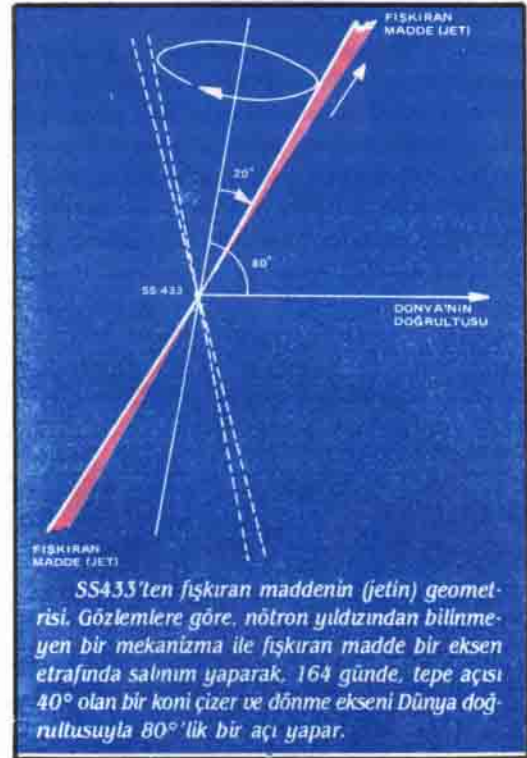 FIŞKIRAN
MADDE (JET)
20°
80°
SS 433
DÜNYA'NIN
DOĞRULTUSU
FIŞKIRAN
MADDE (JET)
SS433'ten fışkıran maddenin (jetin) geomet-
risi. Gözlemlere göre, nötron yıldızından bilinme-
yen bir mekanizma ile fışkıran madde bir eksen
etrafında salınım yaparak, 164 günde, tepe açısı
40° olan bir koni çizer ve dönme ekseni Dünya doğ-
rultusuyla 80°'lik bir açı yapar.